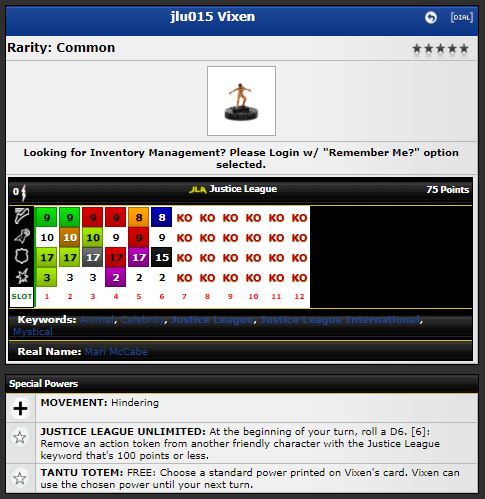 jlu015 Vixen [DIAL]
Rarity: Common
Looking for Inventory Management? Please Login w/ "Remember Me?" option
selected.
0 JLA Justice League 75 Points
9 9 9 9 8 8 KO KO KO KO KO KO
10 10 10 9 9 9 KO KO KO KO KO KO
17 17 17 17 17 15 KO KO KO KO KO KO
3 3 3 2 2 2 KO KO KO KO KO KO
SLOT 1 2 3 4 5 6 7 8 9 10 11 12
Keywords: Animal, Celebrity, Justice League, Justice League International,
Mystical
Real Name: Mari McCabe
Special Powers
MOVEMENT: Hindering
JUSTICE LEAGUE UNLIMITED: At the beginning of your turn, roll a D6. [6]:
Remove an action token from another friendly character with the Justice League
keyword that's 100 points or less.
TANTU TOTEM: FREE: Choose a standard power printed on Vixen's card. Vixen can
use the chosen power until your next turn.